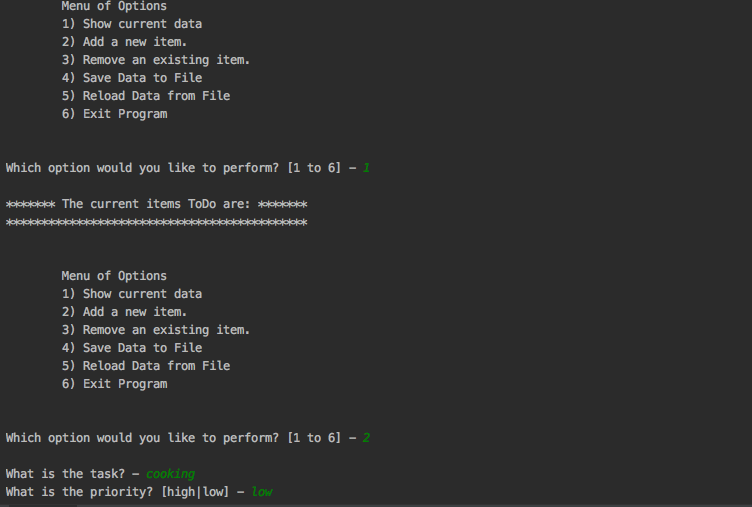 Menu of Options
1) Show current data
2) Add a new item.
3) Remove an existing item.
4) Save Data to File
5) Reload Data from File
6) Exit Program
Which option would you like to perform? [1 to 6] - 1
******* The current items ToDo are: *******
*******************************************
Menu of Options
1) Show current data
2) Add a new item.
3) Remove an existing item.
4) Save Data to File
5) Reload Data from File
6) Exit Program
Which option would you like to perform? [1 to 6] - 2
What is the task? - cooking
What is the priority? [high|low] - low